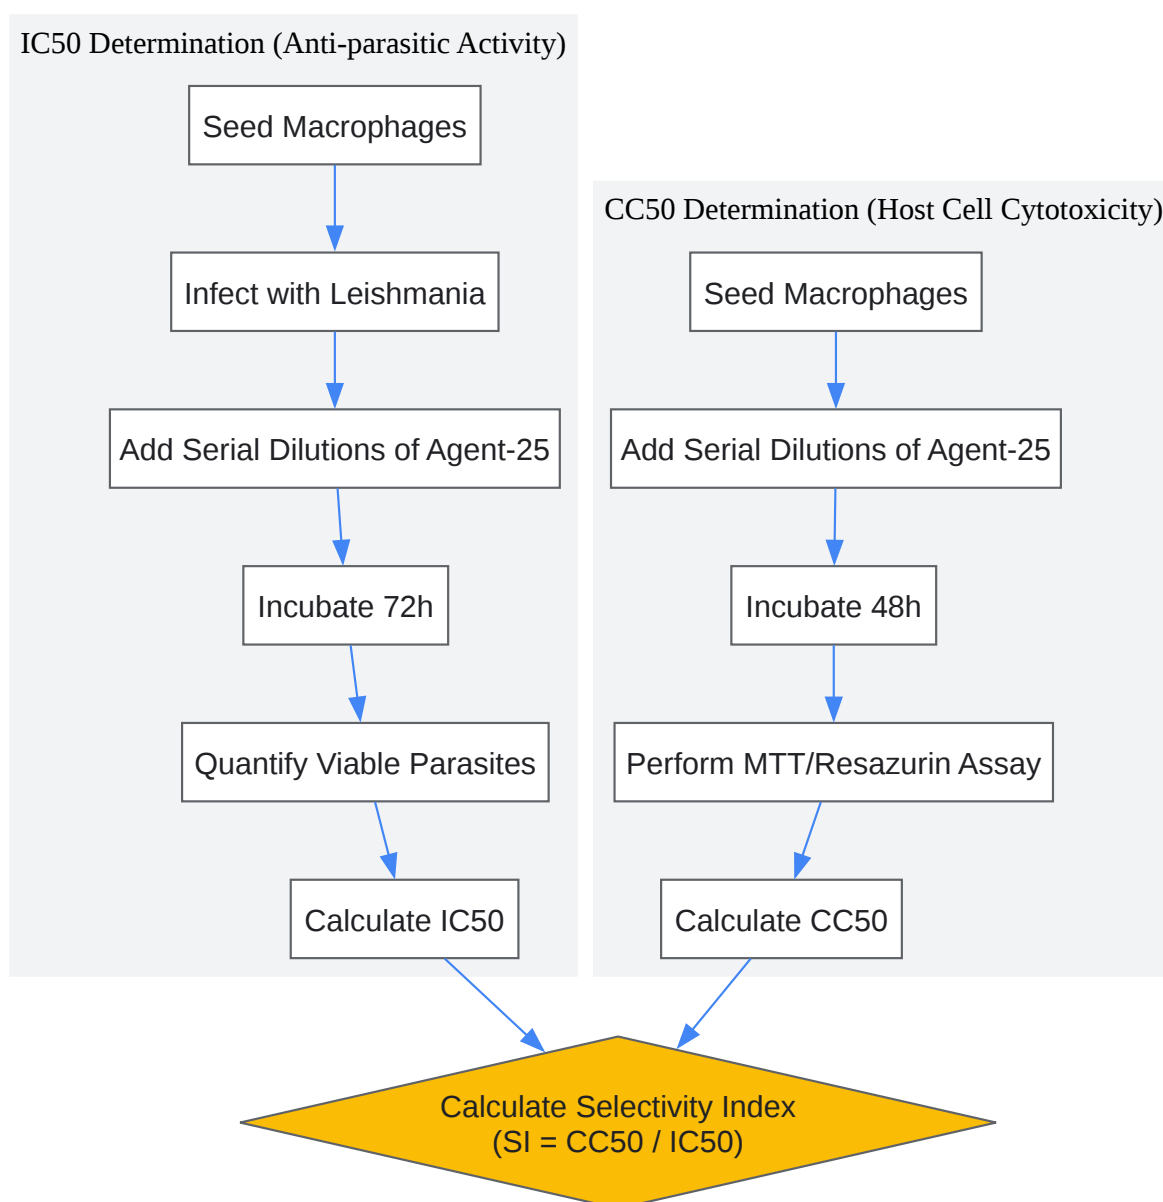 IC50 Determination (Anti-parasitic Activity)
Seed Macrophages
Infect with Leishmania
Add Serial Dilutions of Agent-25
Incubate 72h
Quantify Viable Parasites
Calculate IC50
CC50 Determination (Host Cell Cytotoxicity)
Seed Macrophages
Add Serial Dilutions of Agent-25
Incubate 48h
Perform MTT/Resazurin Assay
Calculate CC50
Calculate Selectivity Index
(SI = CC50 / IC50)